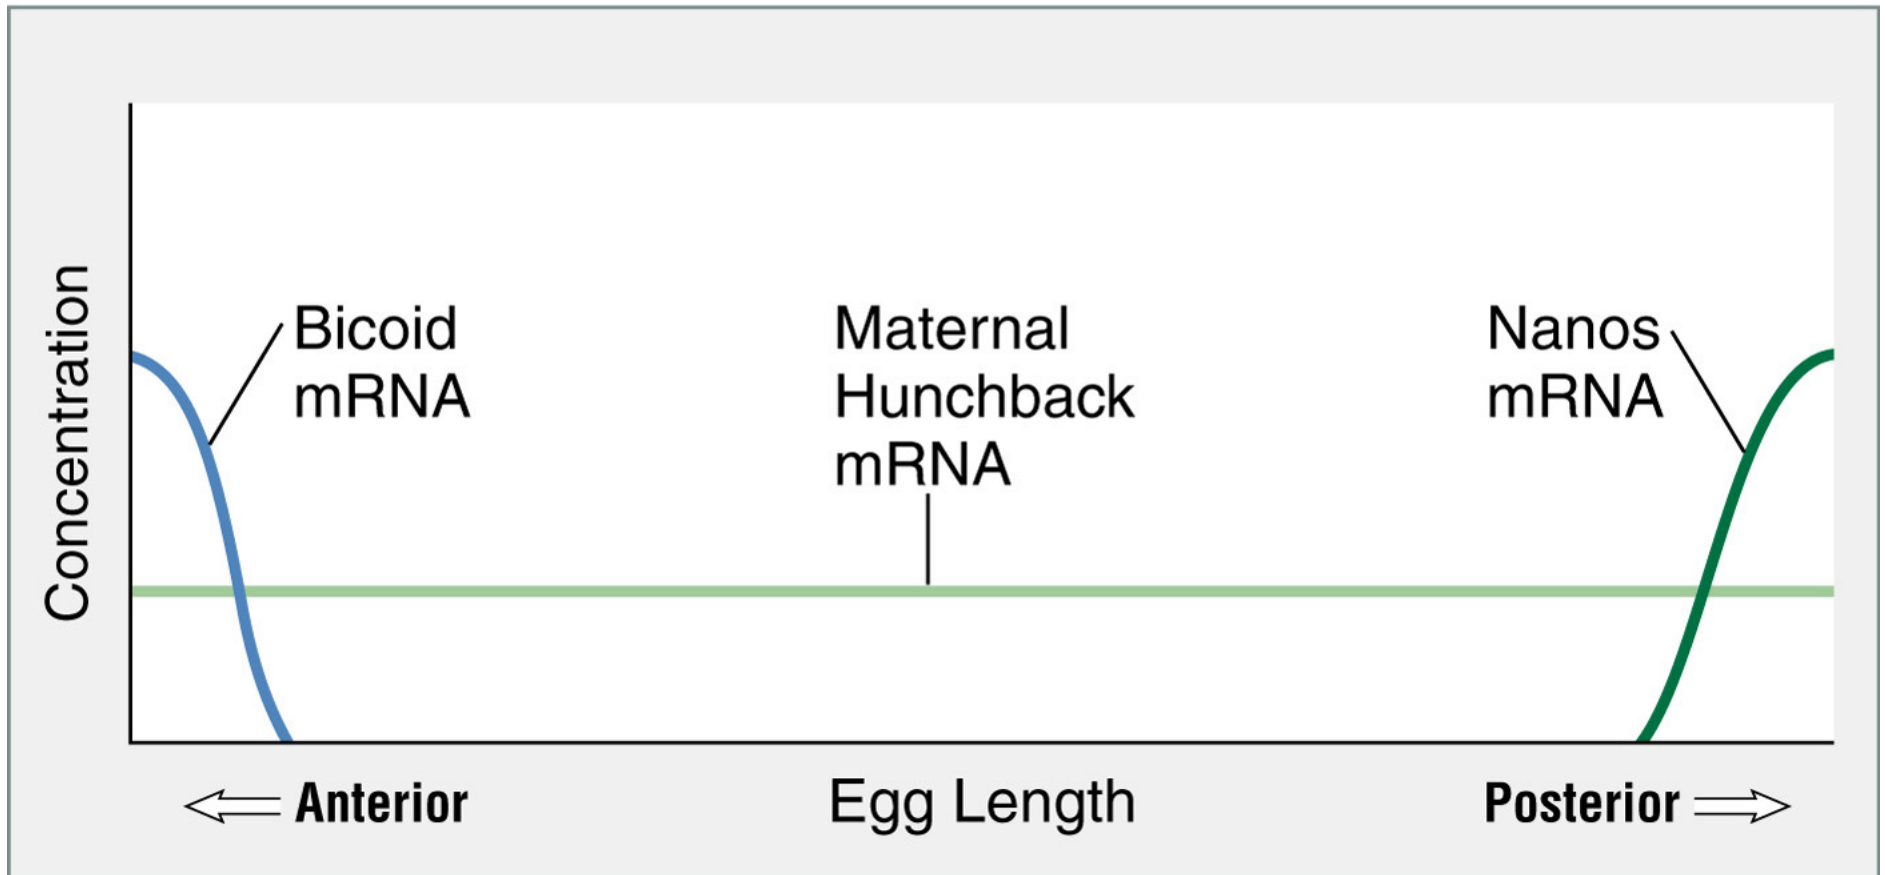 Concentration
Bicoid
mRNA
Maternal
Hunchback
mRNA
Nanos
mRNA
Anterior
Egg Length
Posterior